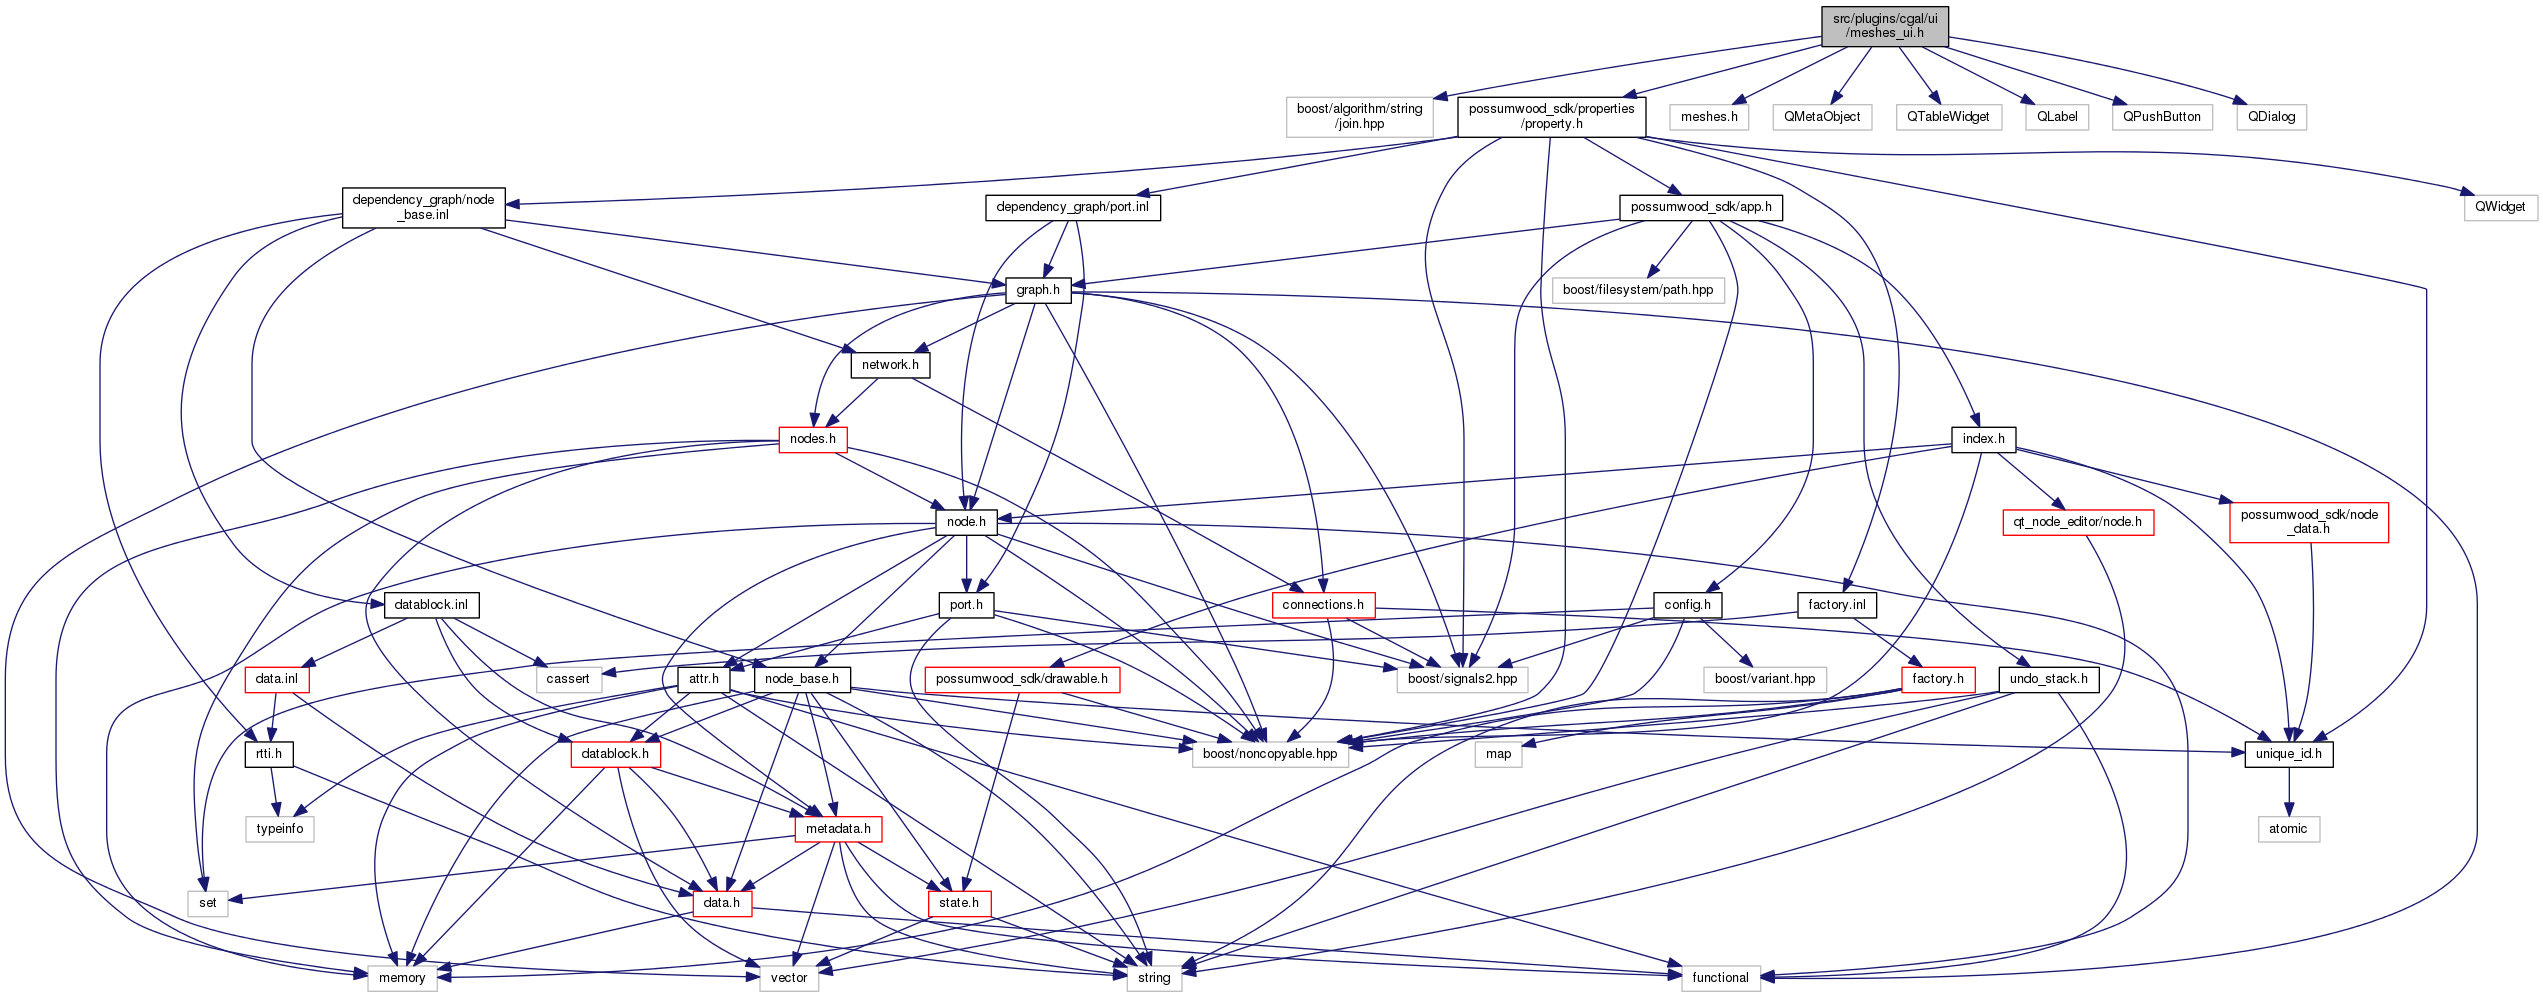 src/plugins/cgal/ui
/meshes_ui.h
boost/algorithm/string
/join.hpp
possumwood_sdk/properties
/property.h
meshes.h
QMetaObject
QTableWidget
QLabel
QPushButton
QDialog
dependency_graph/node
_base.inl
dependency_graph/port.inl
possumwood_sdk/app.h
QWidget
graph.h
boost/filesystem/path.hpp
network.h
nodes.h
index.h
node.h
qt_node_editor/node.h
possumwood_sdk/node
_data.h
datablock.inl
port.h
connections.h
config.h
factory.inl
data.inl
cassert
attr.h
node_base.h
possumwood_sdk/drawable.h
boost/signals2.hpp
boost/variant.hpp
factory.h
undo_stack.h
rtti.h
datablock.h
boost/noncopyable.hpp
map
unique_id.h
typeinfo
metadata.h
atomic
set
data.h
state.h
memory
vector
string
functional